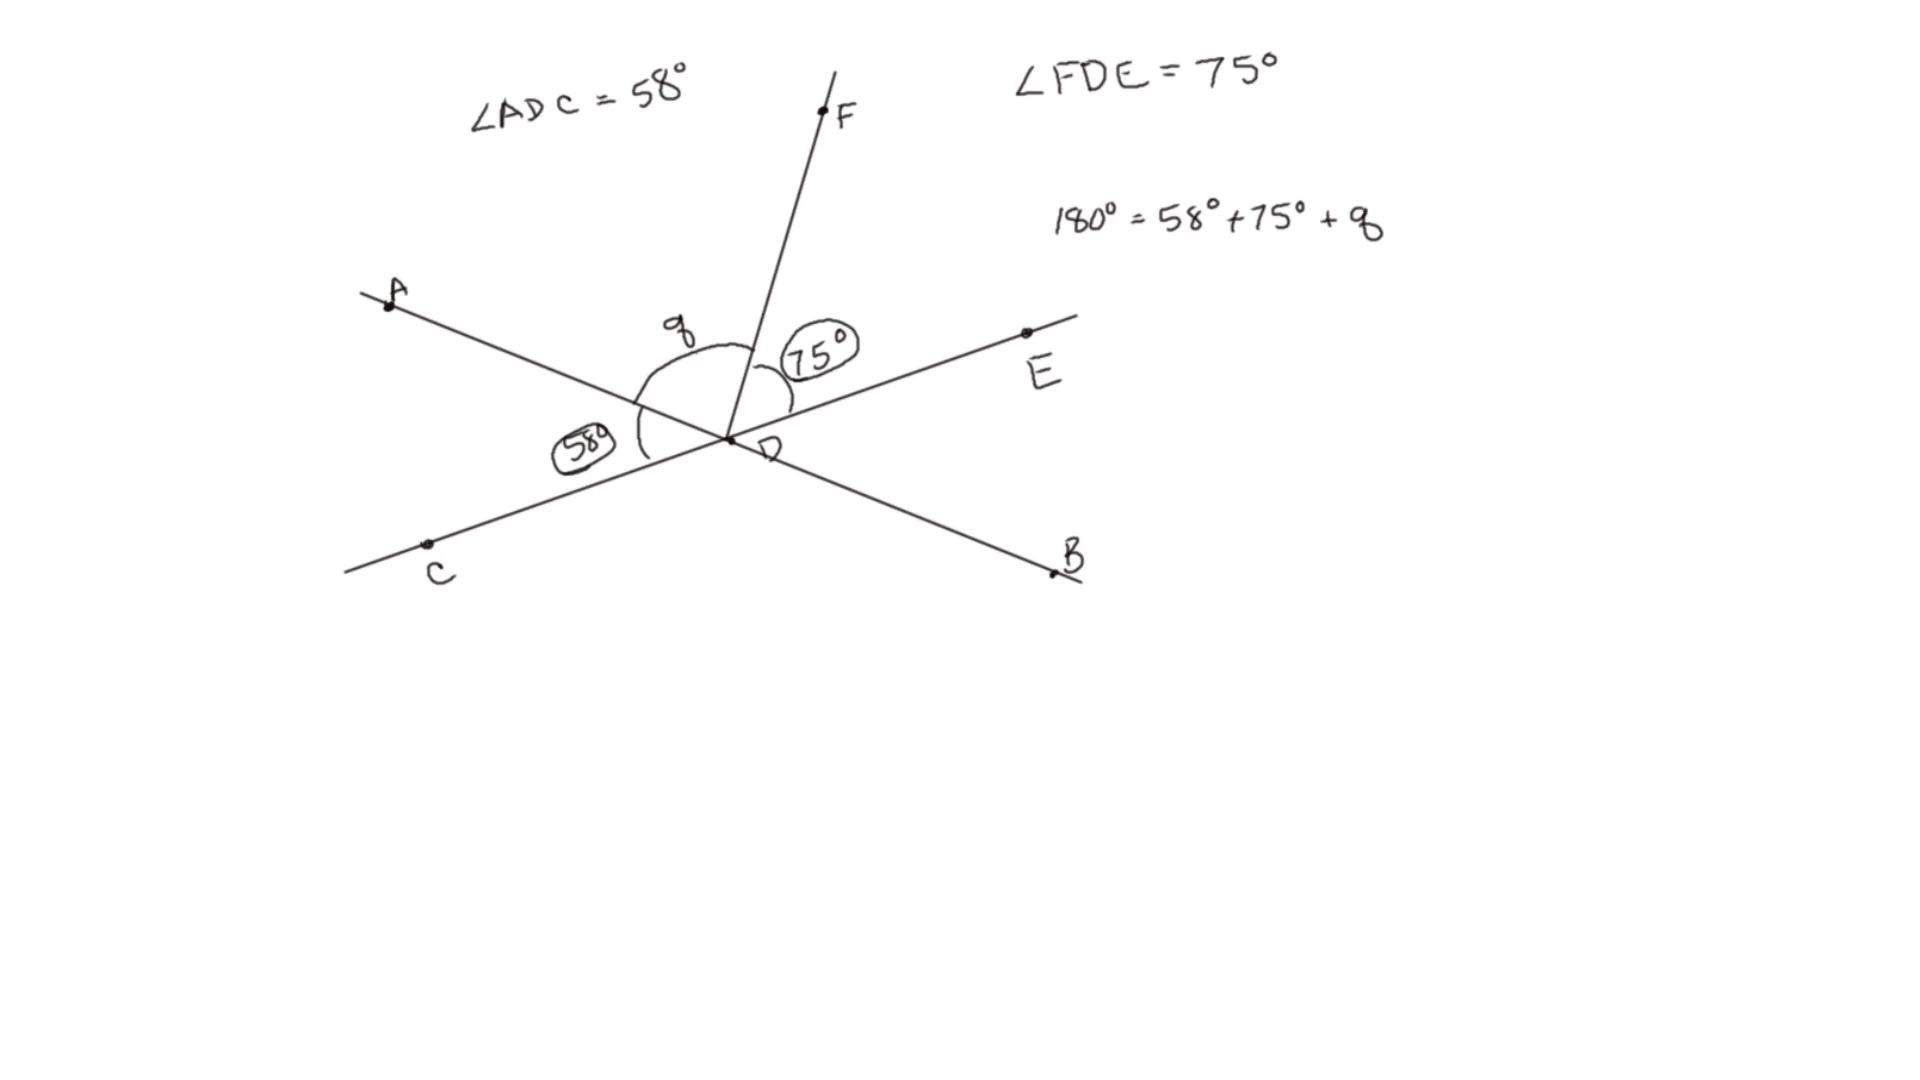 ∠ADC = 58°
∠FDE = 75°
F
180° = 58° + 75° + q
A
q
75°
E
58°
D
B
C